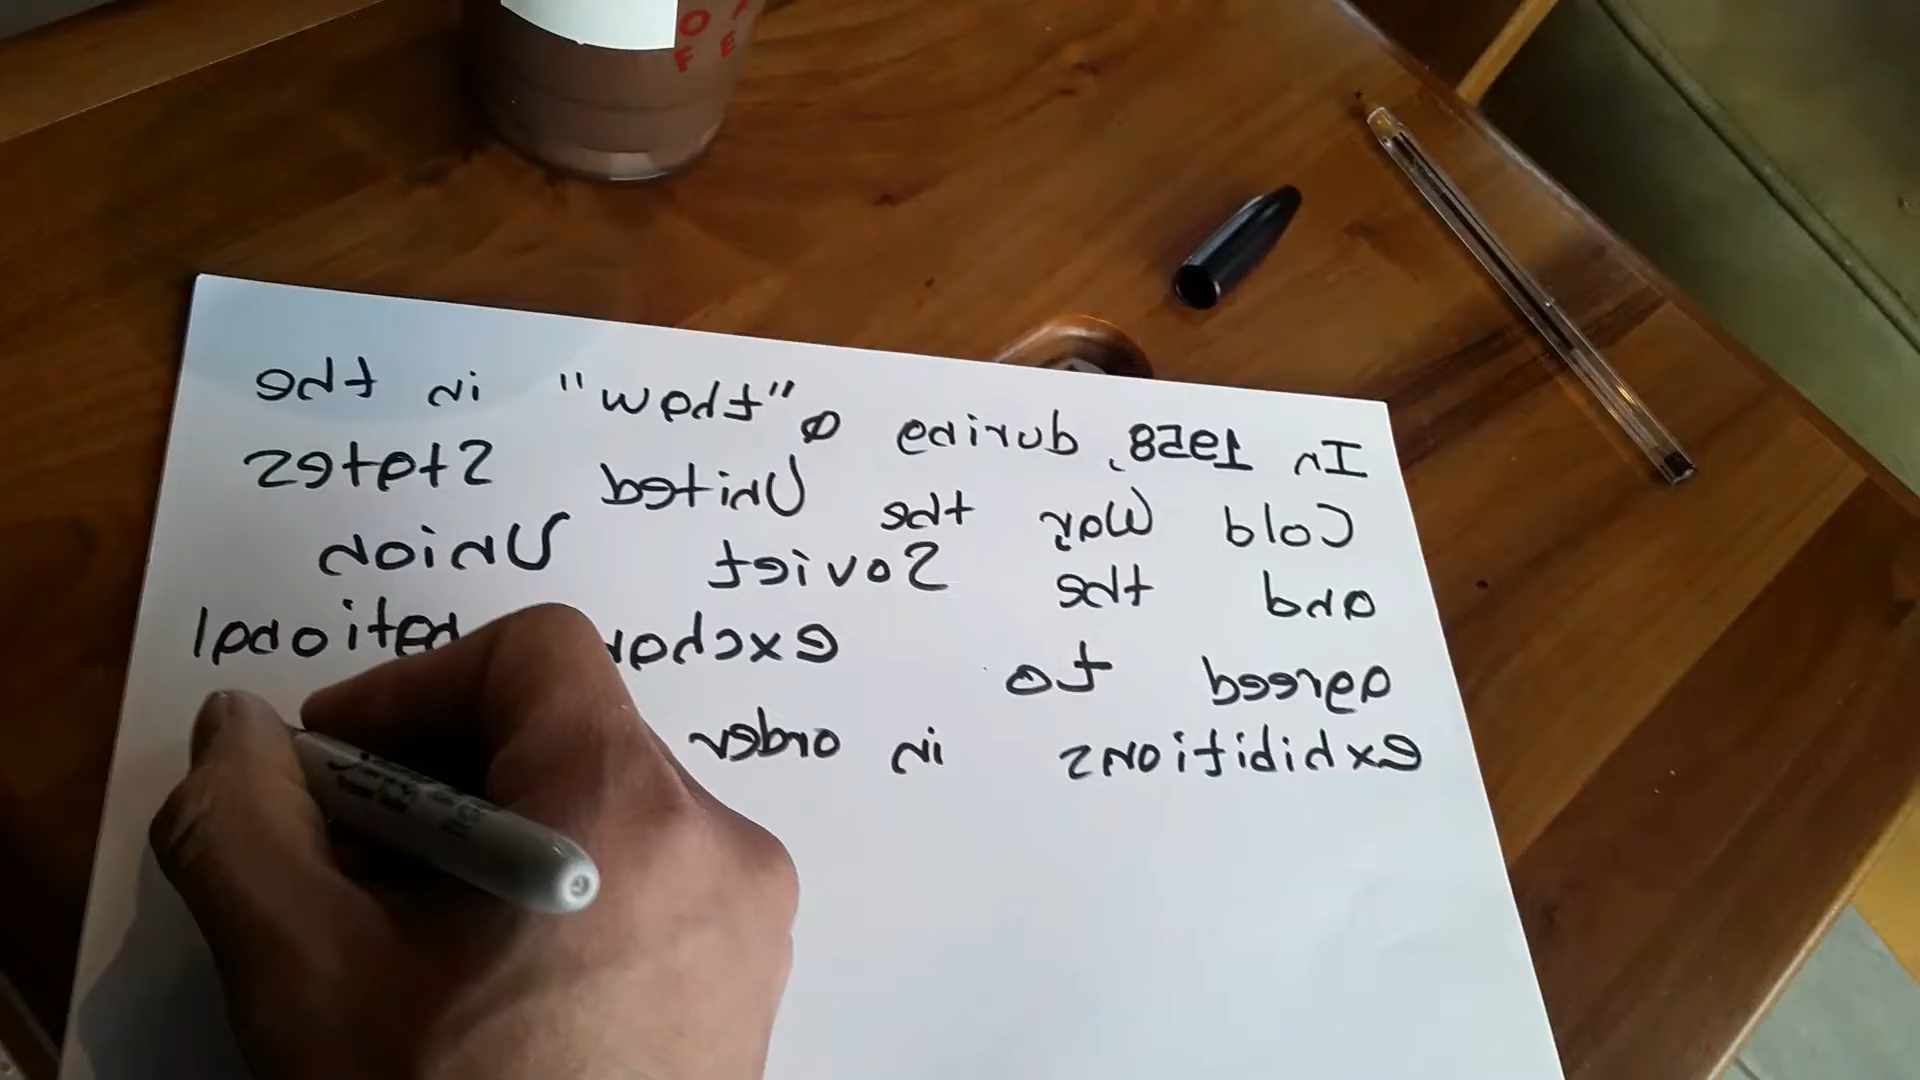 In 1958, during a "thaw" in the
Cold War, the United States
and the Soviet Union
agreed to national
exhibitions in order